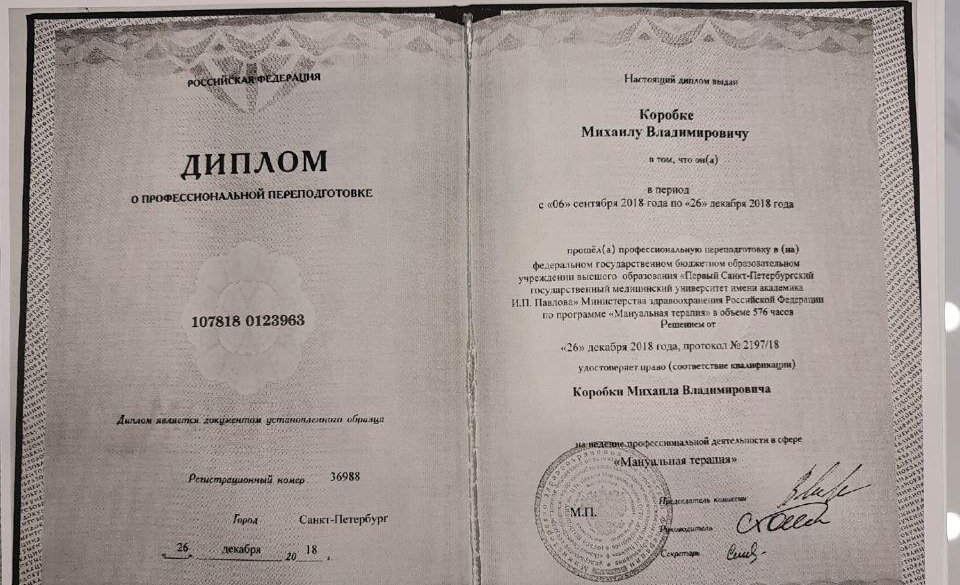 РОССИЙСКАЯ ФЕДЕРАЦИЯ
ДИПЛОМ
О ПРОФЕССИОНАЛЬНОЙ ПЕРЕПОДГОТОВКЕ
107818 0123963
Диплом является документом установленного образца
Регистрационный номер 36988
Город Санкт-Петербург
26 декабря 2018 г.
Настоящий диплом выдан
Коробке
Михаилу Владимировичу
в том, что он(а)
в период
с «06» сентября 2018 года по «26» декабря 2018 года
прошёл(а) профессиональную переподготовку в (на)
федеральном государственном бюджетном образовательном
учреждении высшего образования «Первый Санкт-Петербургский
государственный медицинский университет имени академика
И.П. Павлова» Министерства здравоохранения Российской Федерации
по программе «Мануальная терапия» в объеме 576 часов
Решением от
«26» декабря 2018 года, протокол № 2197/18
удостоверяет право (соответствие квалификации)
Коробки Михаила Владимировича
на ведение профессиональной деятельности в сфере
«Мануальная терапия»
Председатель комиссии
М.П.
Руководитель
Секретарь